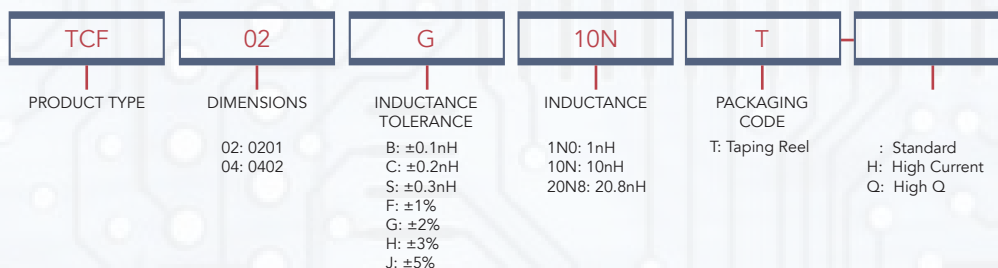 TCF 02 G 10N T -
PRODUCT TYPE
DIMENSIONS
02: 0201
04: 0402
INDUCTANCE
TOLERANCE
B: ±0.1nH
C: ±0.2nH
S: ±0.3nH
F: ±1%
G: ±2%
H: ±3%
J: ±5%
INDUCTANCE
1N0: 1nH
10N: 10nH
20N8: 20.8nH
PACKAGING
CODE
T: Taping Reel
: Standard
H: High Current
Q: High Q